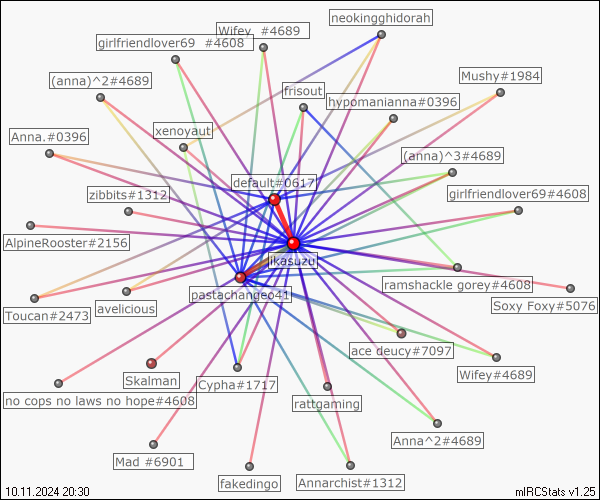 neokingghidorah
Wifey_#4689
girlfriendlover69_#4608
(anna)^2#4689
Mushy#1984
frisout
hypomanianna#0396
xenoyaut
Anna.#0396
(anna)^3#4689
default#0617
zibbits#1312
girlfriendlover69#4608
AlpineRooster#2156
ikasuzu
ramshackle gorey#4608
pastachangeo41
Soxy Foxy#5076
avelicious
Toucan#2473
ace deucy#7097
Wifey#4689
Skalman
Cypha#1717
no cops no laws no hope#4608
rattgaming
Anna^2#4689
Mad #6901
fakedingo
Annarchist#1312
10.11.2024 20:30
mIRCStats v1.25